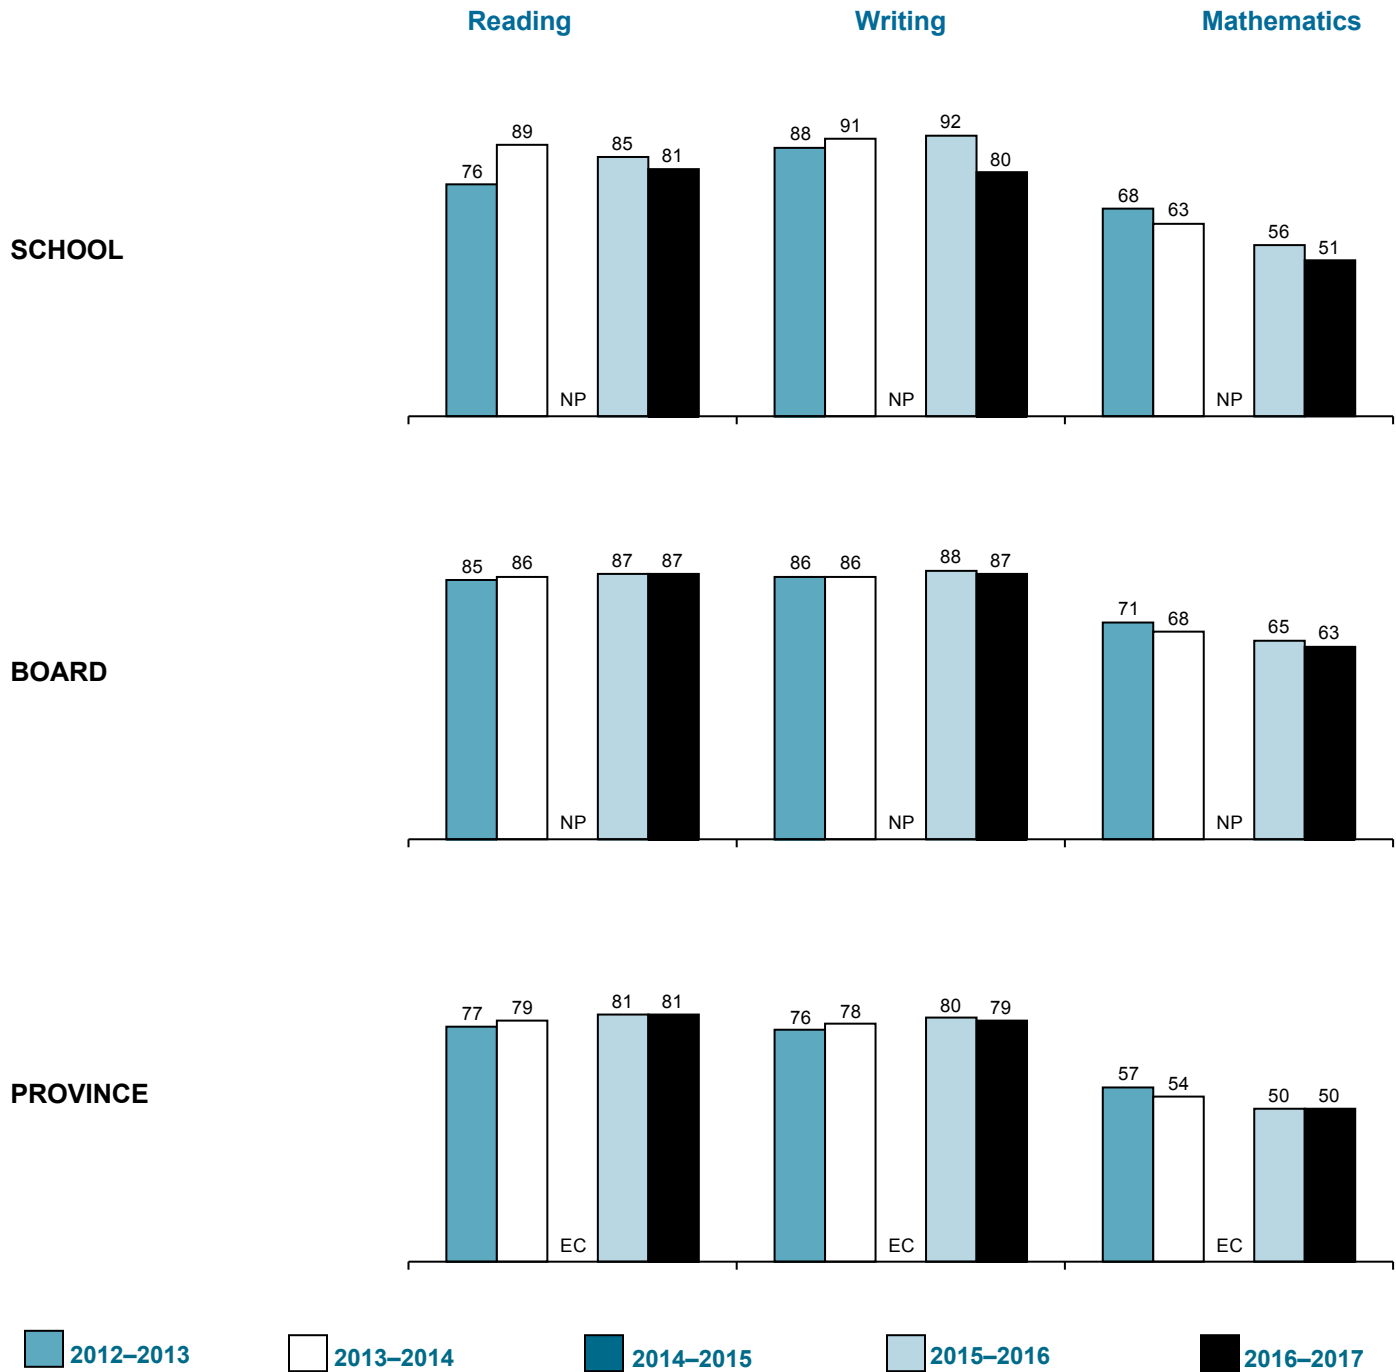 Reading Writing Mathematics
SCHOOL
76 89 NP 85 81 88 91 NP 92 80 68 63 NP 56 51
BOARD
85 86 NP 87 87 86 86 NP 88 87 71 68 NP 65 63
PROVINCE
77 79 EC 81 81 76 78 EC 80 79 57 54 EC 50 50
2012–2013 2013–2014 2014–2015 2015–2016 2016–2017